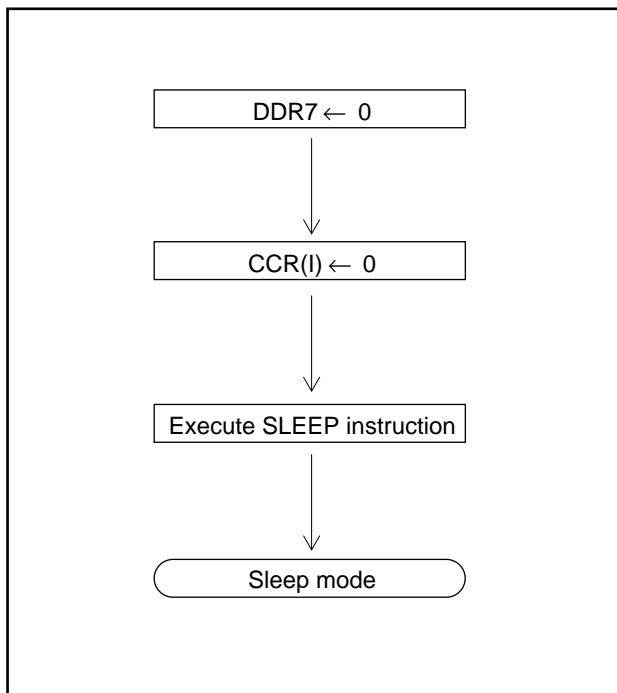 DDR7 ← 0
CCR(I) ← 0
Execute SLEEP instruction
Sleep mode